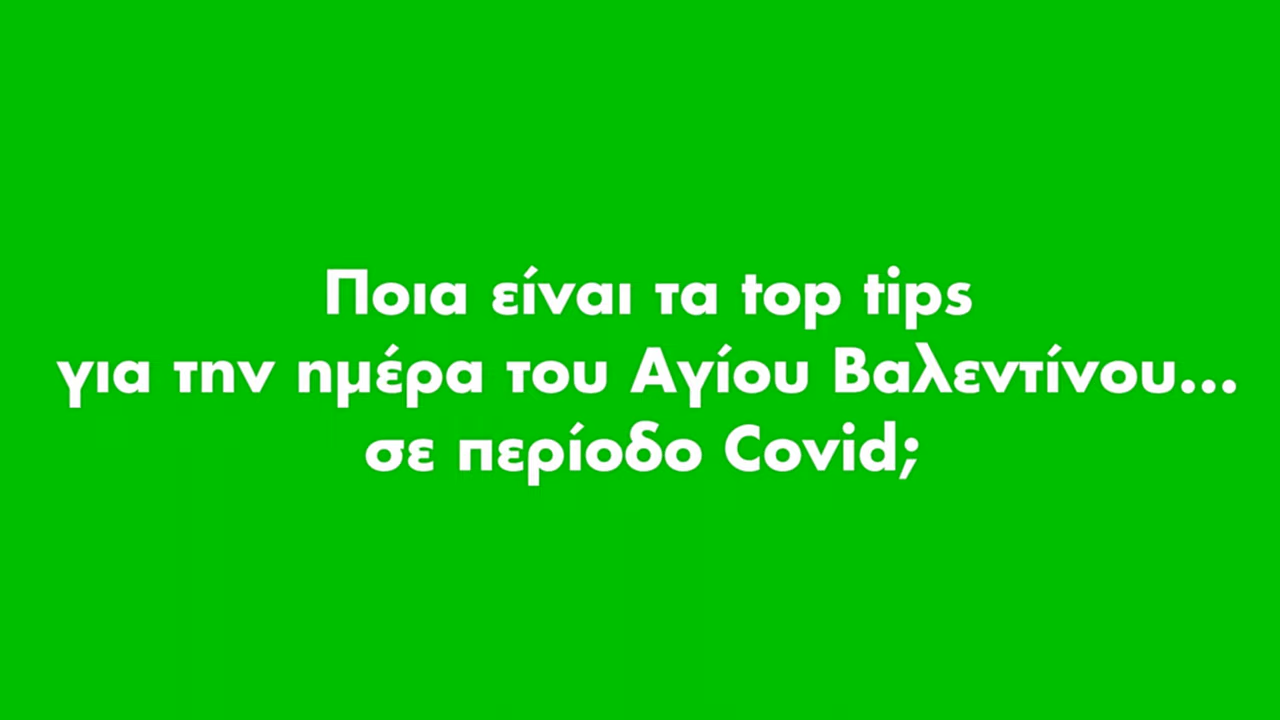 Ποια είναι τα top tips
για την ημέρα του Αγίου Βαλεντίνου...
σε περίοδο Covid;